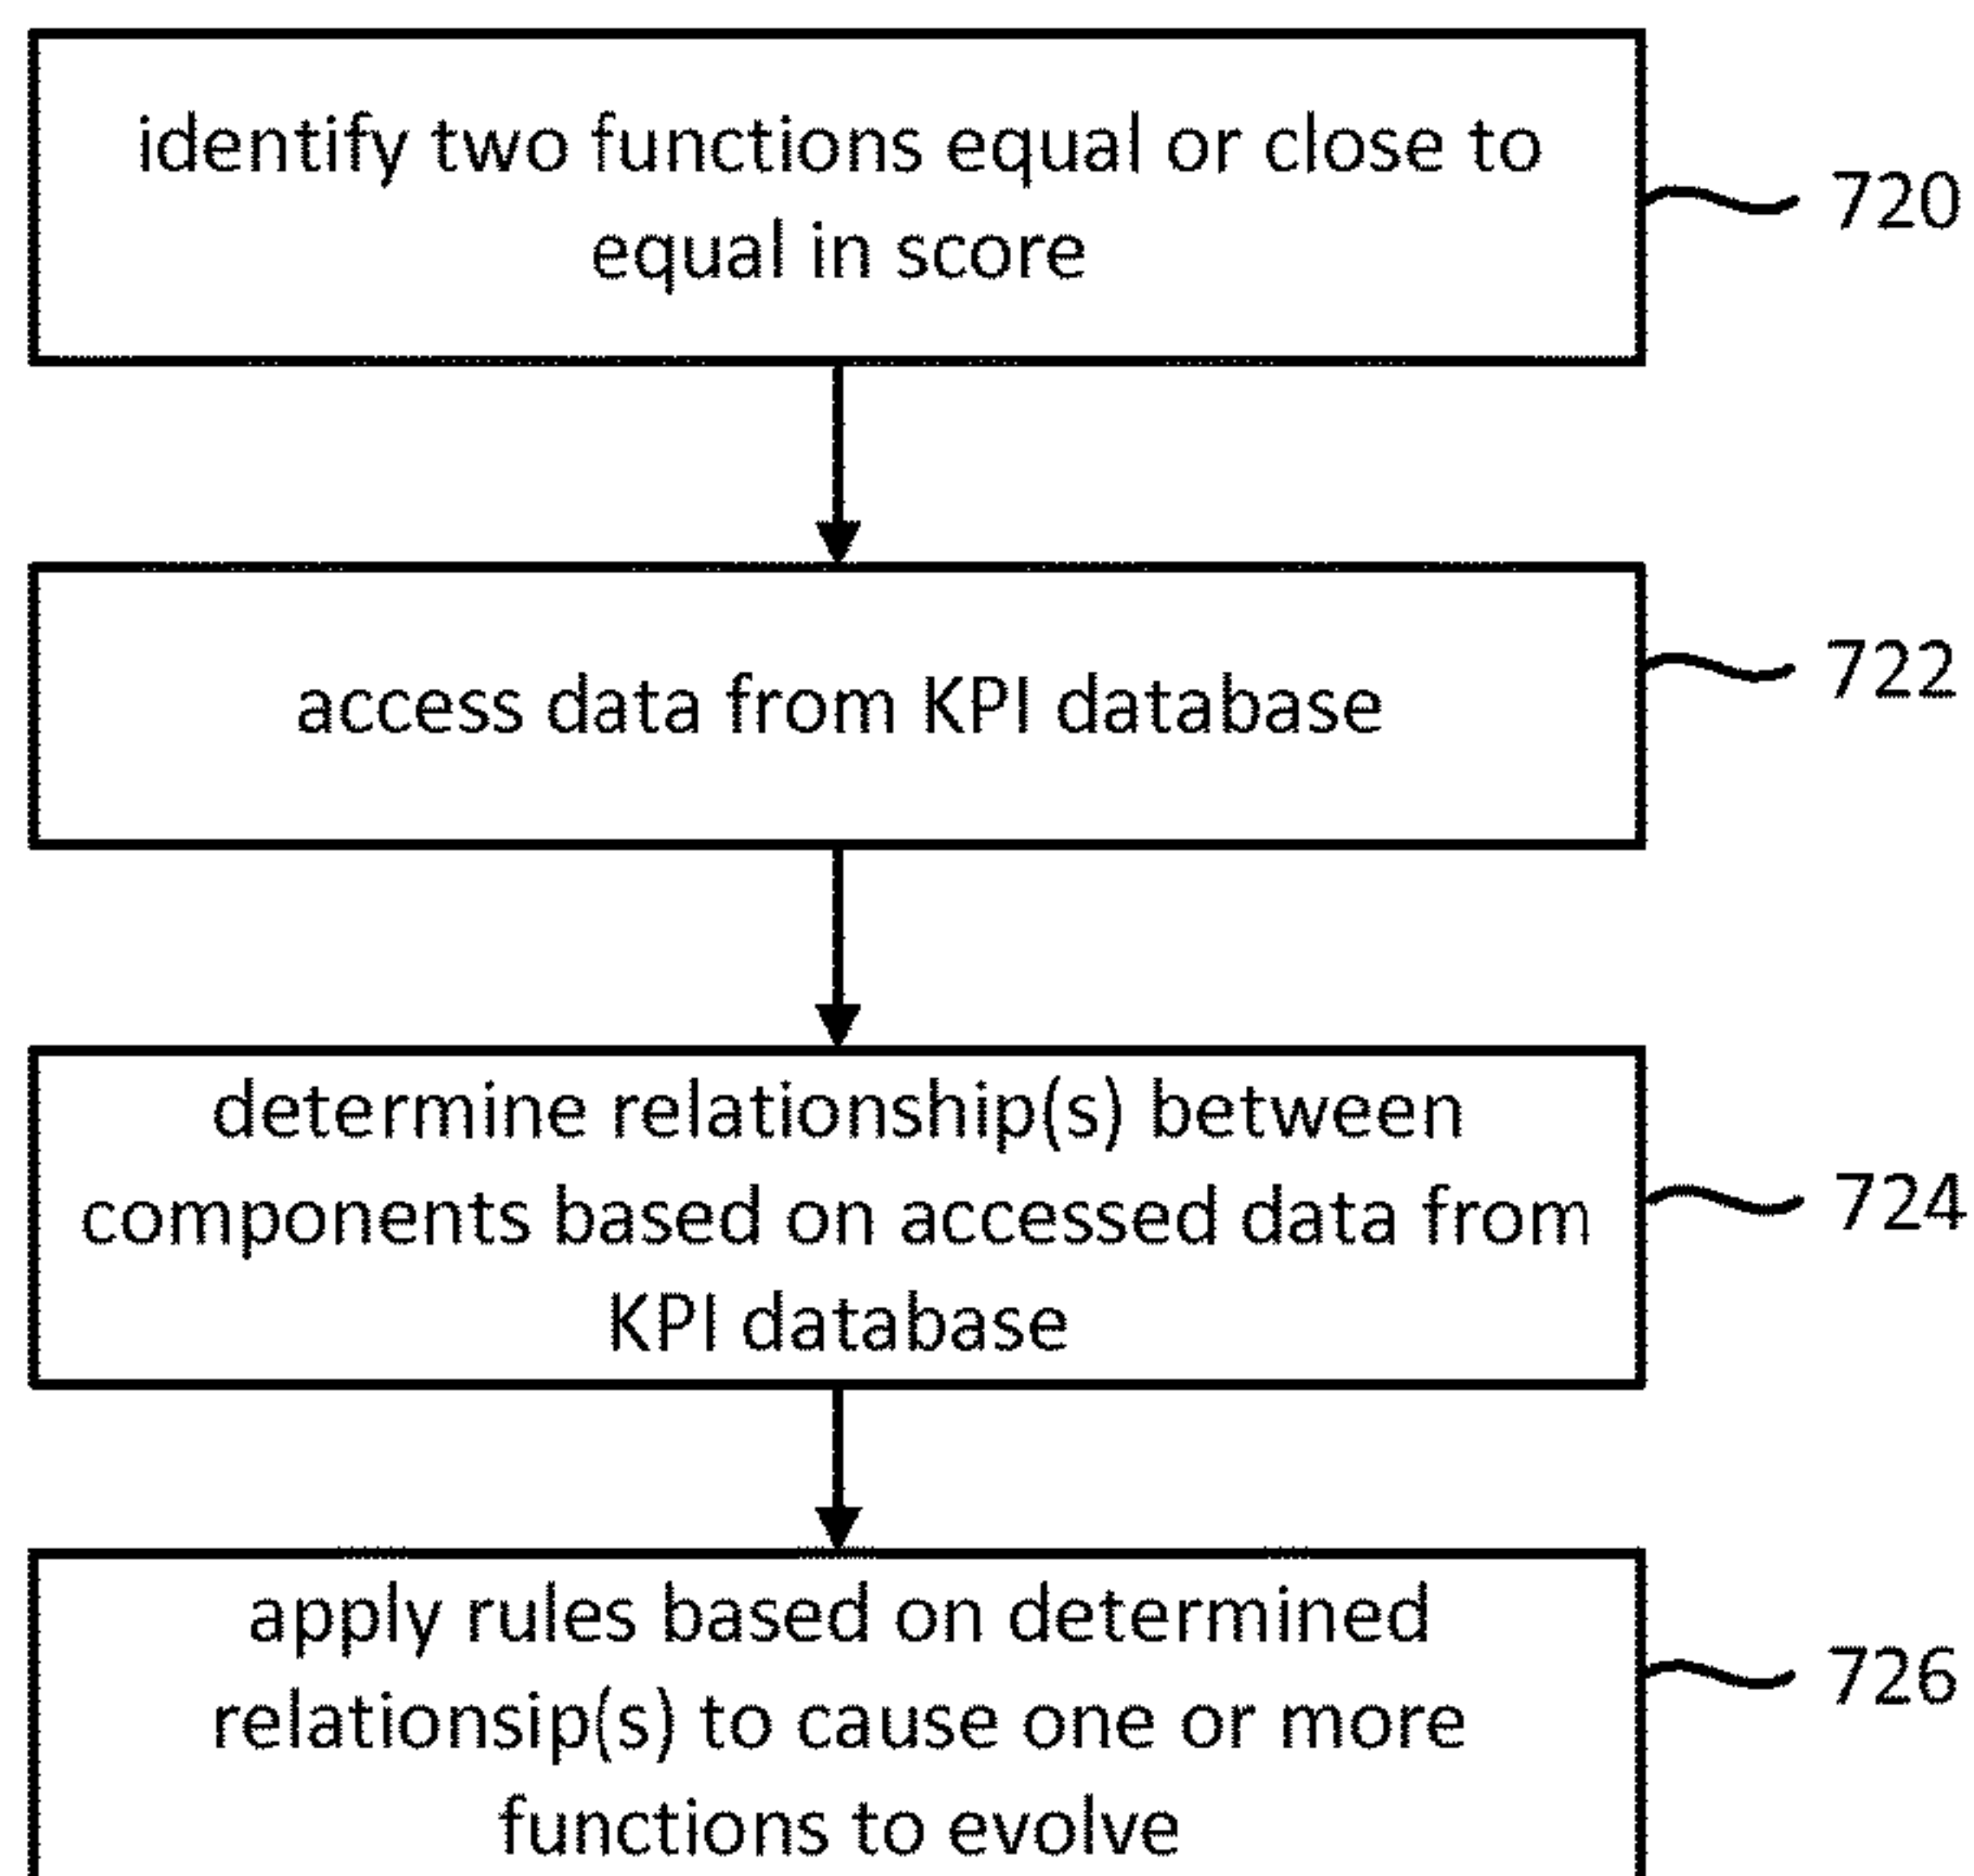 identify two functions equal or close to
equal in score
720
access data from KPI database
722
determine relationship(s) between
components based on accessed data from
KPI database
724
apply rules based on determined
relationsip(s) to cause one or more
functions to evolve
726